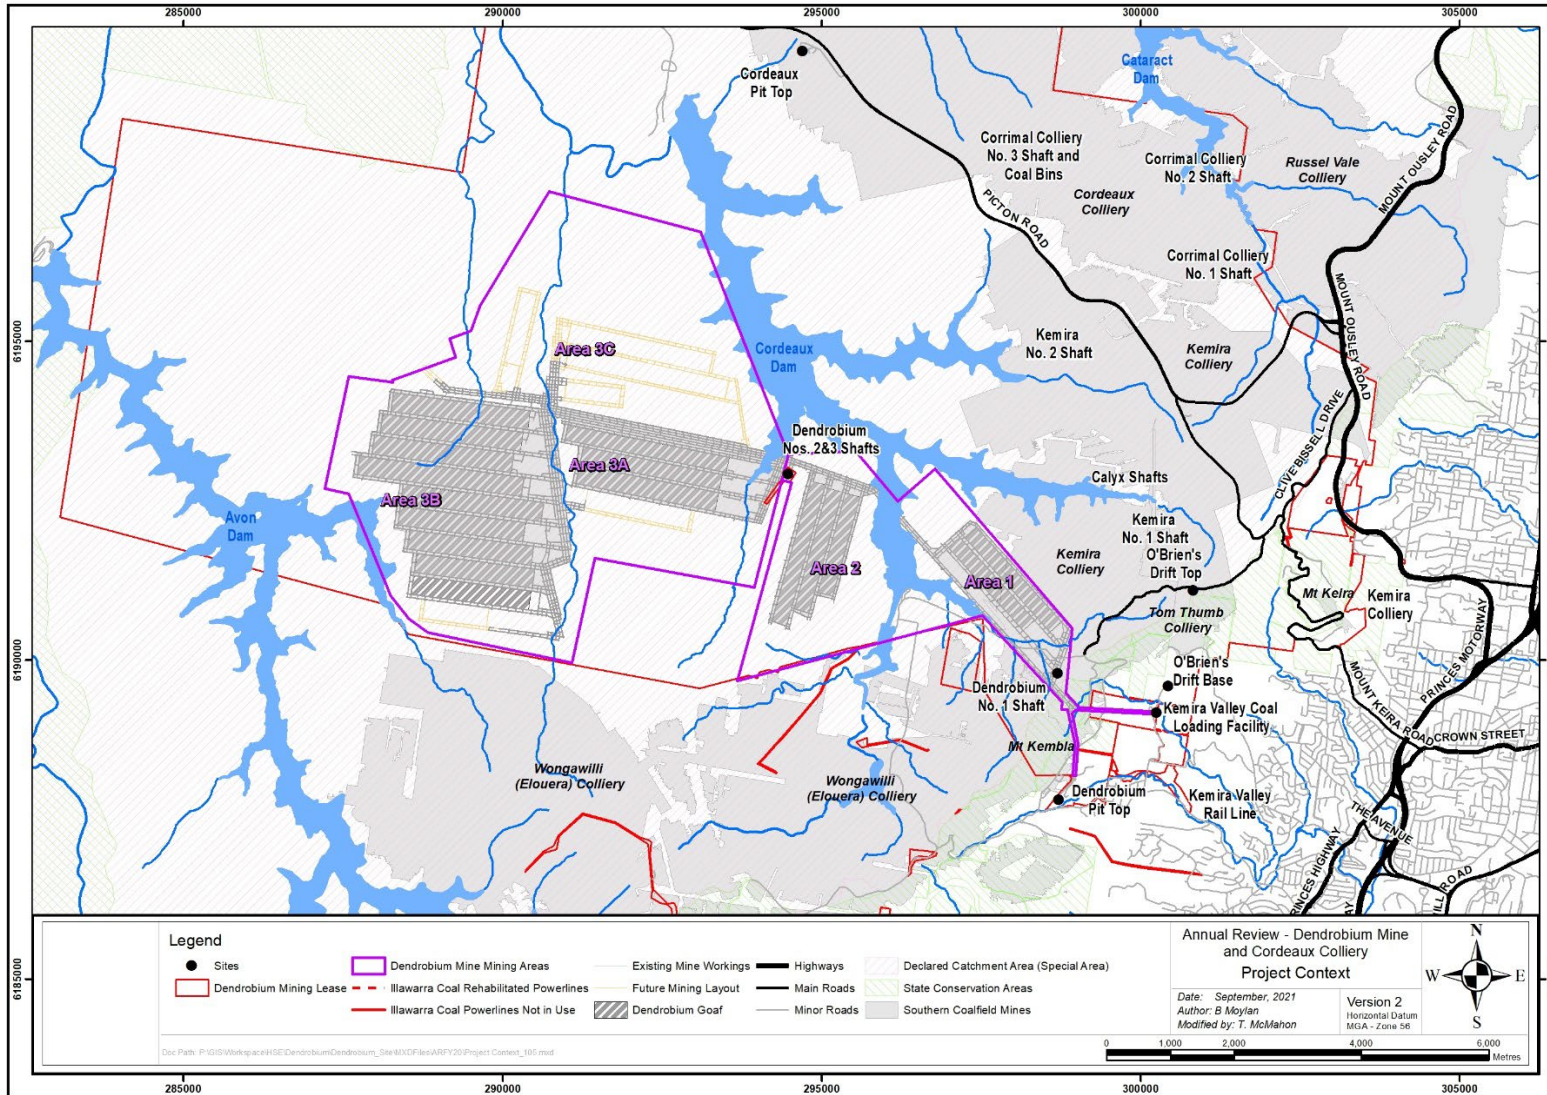 285000
290000
295000
300000
305000
Cordeaux
Pit Top
Cataract
Dam
Corrimal Colliery
No. 3 Shaft and
Coal Bins
Corrimal Colliery
No. 2 Shaft
Russel Vale
Colliery
MOUNT OUSLEY ROAD
Cordeaux
Colliery
PICTON ROAD
Corrimal Colliery
No. 1 Shaft
MOUNT OUSLEY ROAD
6195000
Area 3C
Cordeaux
Dam
Kemira
No. 2 Shaft
Kemira
Colliery
CLIVE BISSELL DRIVE
Dendrobium
Nos. 2&3 Shafts
Area 3A
Area 3B
Calyx Shafts
Avon
Dam
Kemira
No. 1 Shaft
O'Brien's
Drift Top
Kemira
Colliery
Area 2
Area 1
Mt Keira
Kemira
Colliery
Tom Thumb
Colliery
PRINCES MOTORWAY
6190000
O'Brien's
Drift Base
MOUNT KEIRA ROAD
Dendrobium
No. 1 Shaft
Kemira Valley Coal
Loading Facility
CROWN STREET
Mt Kembla
Wongawilli
(Elouera) Colliery
Wongawilli
(Elouera) Colliery
Dendrobium
Pit Top
Kemira Valley
Rail Line
THE AVENUE
PRINCES HIGHWAY
6185000
Legend
Sites
Dendrobium Mining Lease
Dendrobium Mine Mining Areas
Illawarra Coal Rehabilitated Powerlines
Illawarra Coal Powerlines Not in Use
Existing Mine Workings
Future Mining Layout
Dendrobium Goaf
Highways
Main Roads
Minor Roads
Declared Catchment Area (Special Area)
State Conservation Areas
Southern Coalfield Mines
Annual Review - Dendrobium Mine
and Cordeaux Colliery
Project Context
Date: September, 2021
Author: B Moylan
Modified by: T. McMahon
Version 2
Horizontal Datum
MGA - Zone 56
N
W
E
S
0
1,000
2,000
4,000
6,000
Metres
285000
290000
295000
300000
305000